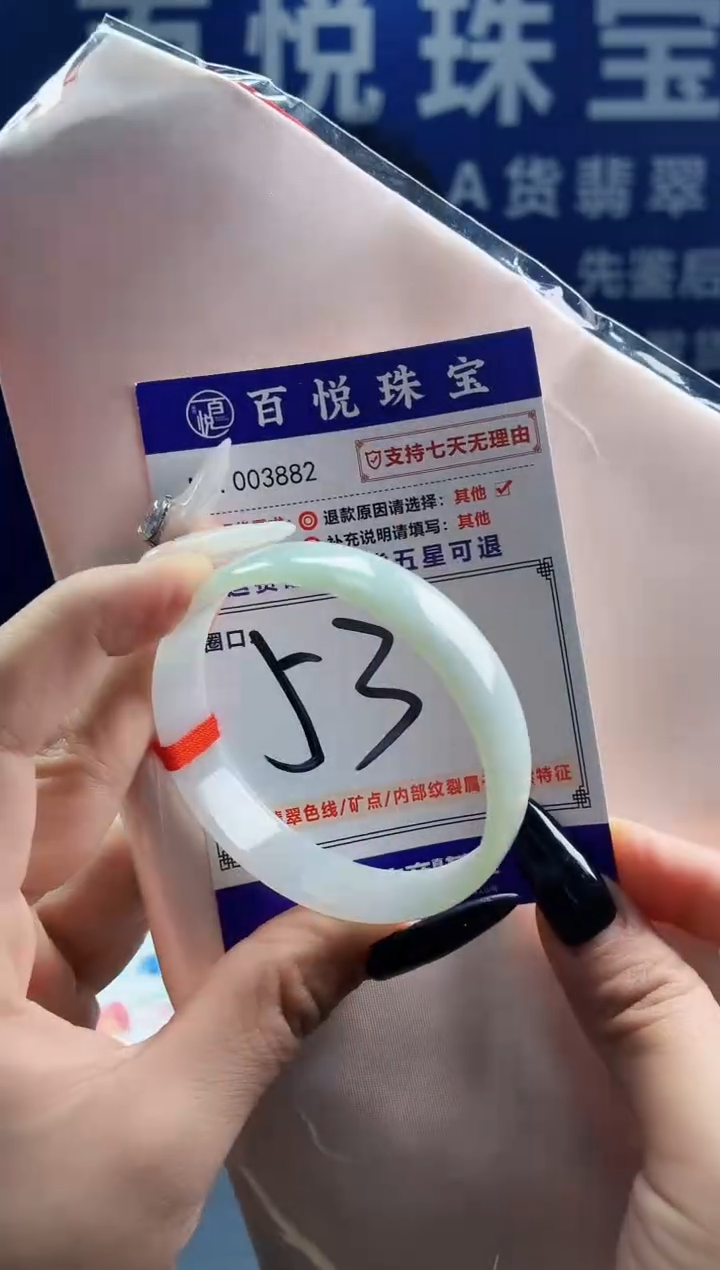 百悦珠宝
A货翡翠
先鉴后
百悦珠宝
003882
支持七天无理由
退款原因请选择：其他
补充说明请填写：其他
五星可退
圈口
53
翠色线/矿点/内部纹裂属
特征